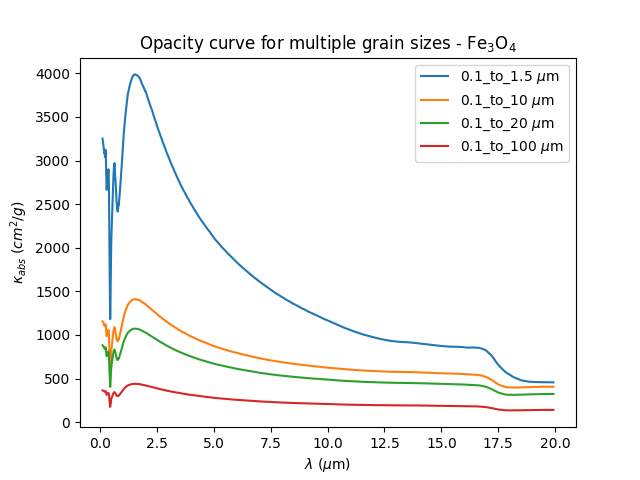 Opacity curve for multiple grain sizes - Fe₃O₄
0.1_to_1.5 μm
0.1_to_10 μm
0.1_to_20 μm
0.1_to_100 μm
κ_abs (cm²/g)
4000
3500
3000
2500
2000
1500
1000
500
0
0.0 2.5 5.0 7.5 10.0 12.5 15.0 17.5 20.0
λ (μm)